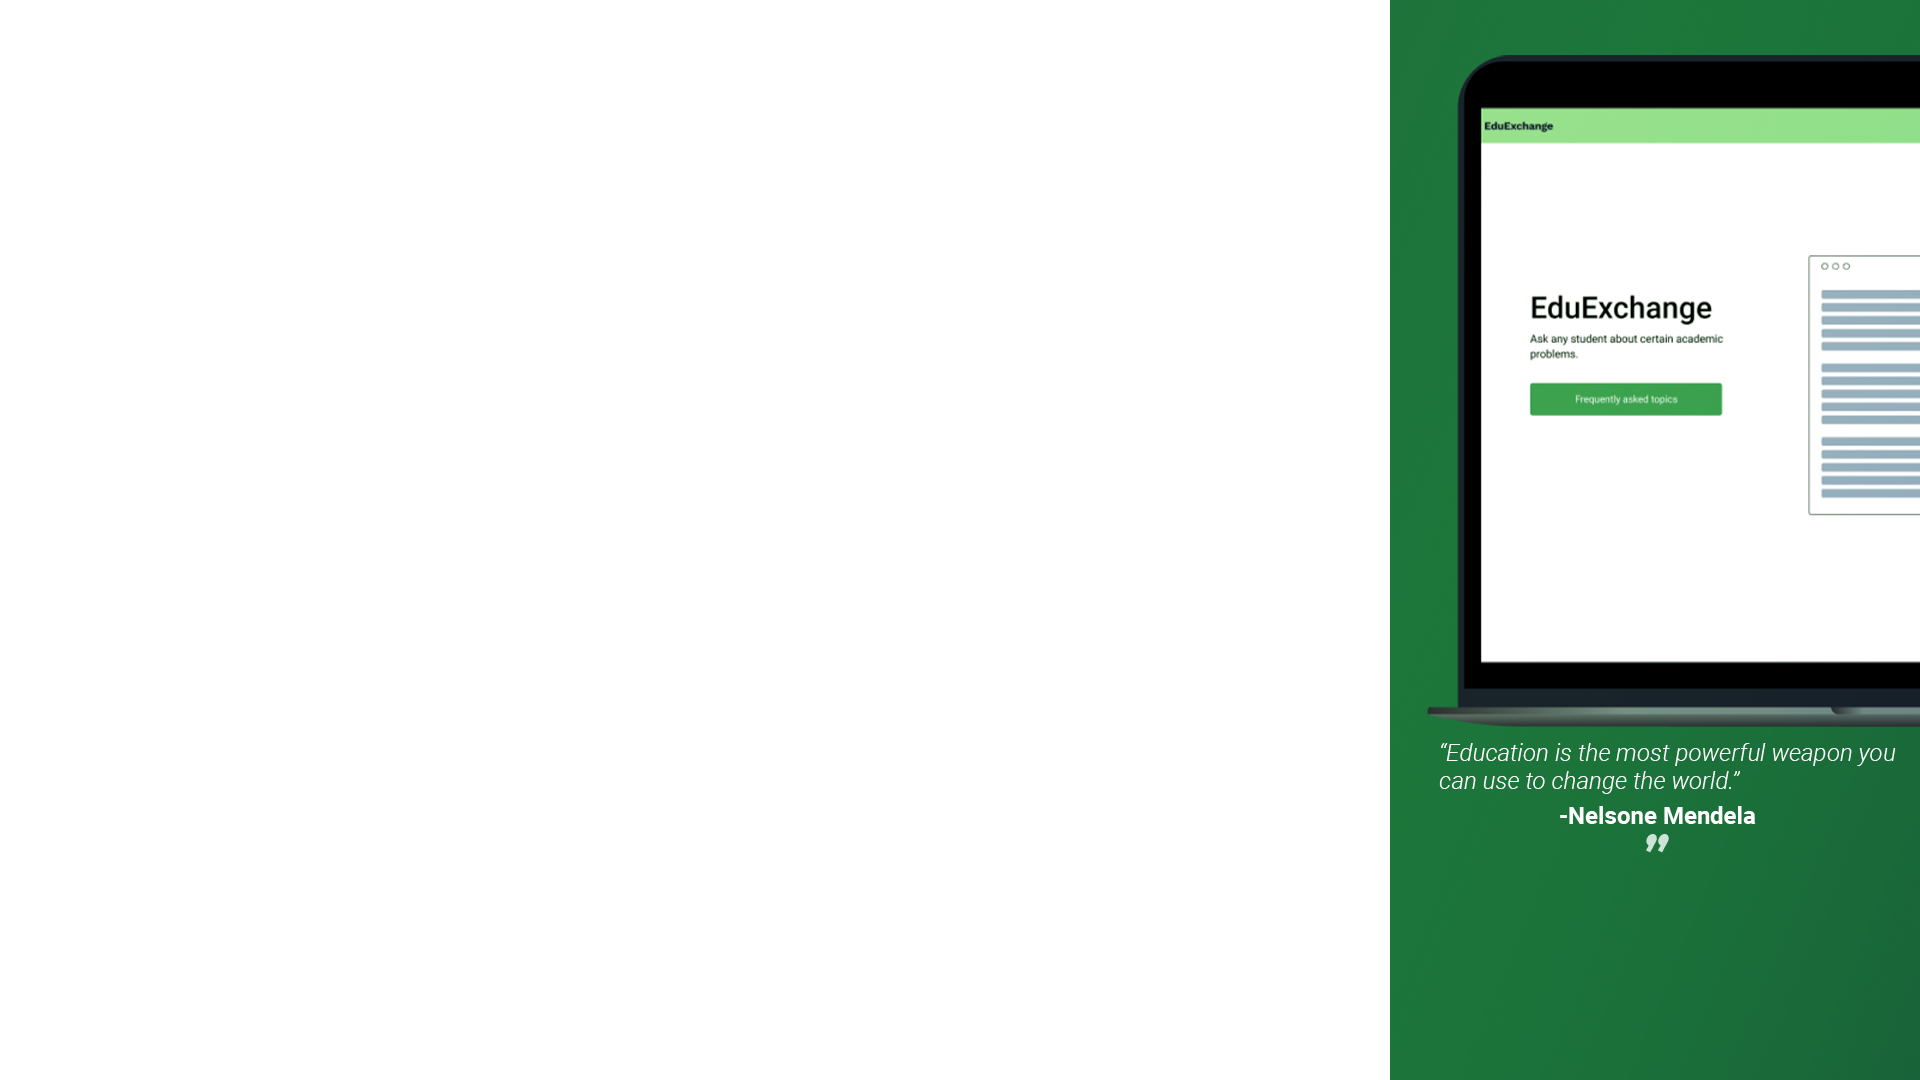 EduExchange
EduExchange
Ask any student about certain academic
problems.
Frequently asked topics
“Education is the most powerful weapon you
can use to change the world.”
-Nelsone Mendela
”